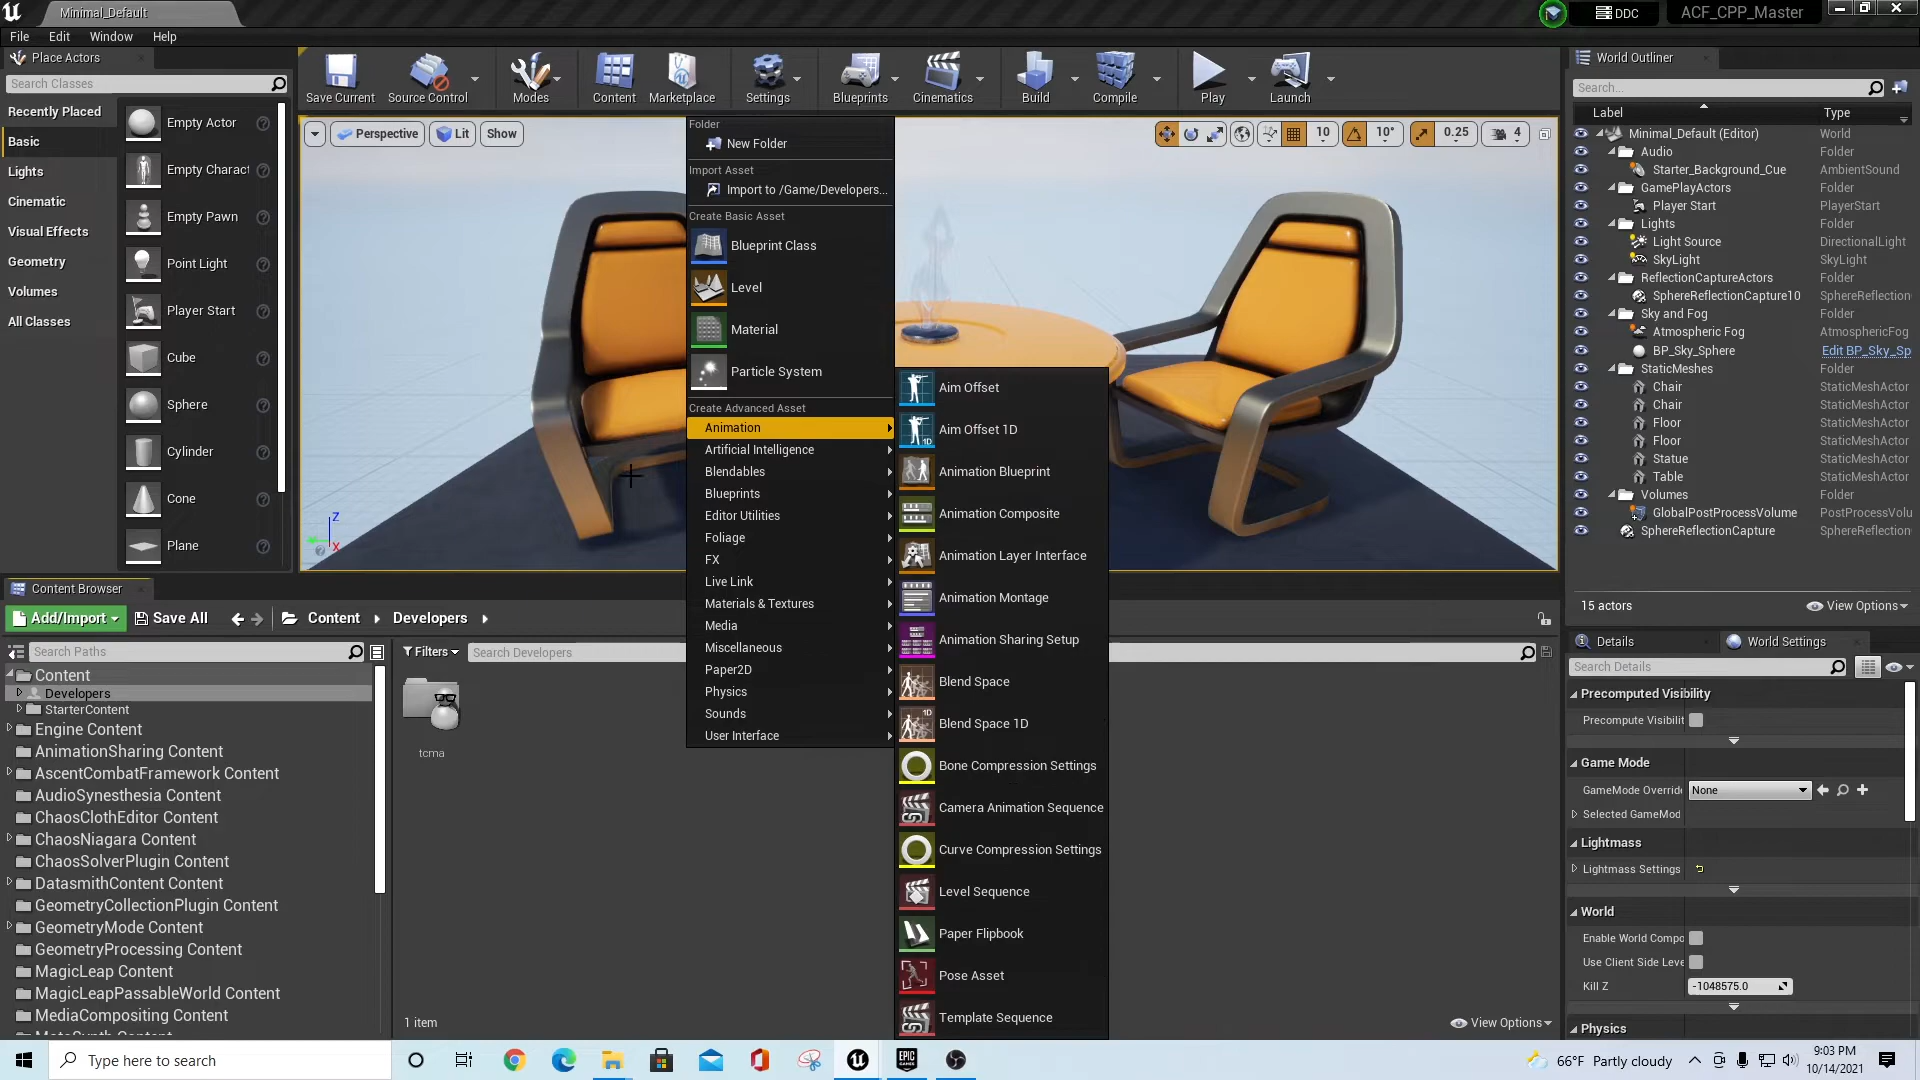 Minimal_Default
DDC
ACF_CPP_Master
File Edit Window Help
Place Actors
Search Classes
Recently Placed
Basic
Lights
Cinematic
Visual Effects
Geometry
Volumes
All Classes
Empty Actor
Empty Charact
Empty Pawn
Point Light
Player Start
Cube
Sphere
Cylinder
Cone
Plane
Save Current
Source Control
Modes
Content
Marketplace
Settings
Blueprints
Cinematics
Build
Compile
Play
Launch
Perspective
Lit
Show
10
10°
0.25
4
Z
X
Folder
New Folder
Import Asset
Import to /Game/Developers...
Create Basic Asset
Blueprint Class
Level
Material
Particle System
Create Advanced Asset
Animation
Artificial Intelligence
Blendables
Blueprints
Editor Utilities
Foliage
FX
Live Link
Materials & Textures
Media
Miscellaneous
Paper2D
Physics
Sounds
User Interface
Aim Offset
Aim Offset 1D
Animation Blueprint
Animation Composite
Animation Layer Interface
Animation Montage
Animation Sharing Setup
Blend Space
Blend Space 1D
Bone Compression Settings
Camera Animation Sequence
Curve Compression Settings
Level Sequence
Paper Flipbook
Pose Asset
Template Sequence
World Outliner
Search...
Label Type
Minimal_Default (Editor) World
Audio Folder
Starter_Background_Cue AmbientSound
GamePlayActors Folder
Player Start PlayerStart
Lights Folder
Light Source DirectionalLight
SkyLight SkyLight
ReflectionCaptureActors Folder
SphereReflectionCapture10 SphereReflection
Sky and Fog Folder
Atmospheric Fog AtmosphericFog
BP_Sky_Sphere Edit BP_Sky_Sp
StaticMeshes Folder
Chair StaticMeshActor
Chair StaticMeshActor
Floor StaticMeshActor
Floor StaticMeshActor
Statue StaticMeshActor
Table StaticMeshActor
Volumes Folder
GlobalPostProcessVolume PostProcessVolu
SphereReflectionCapture SphereReflection
15 actors
View Options
Details
World Settings
Search Details
Precomputed Visibility
Precompute Visibilit
Game Mode
GameMode Overrid
None
Selected GameMod
Lightmass
Lightmass Settings
World
Enable World Compo
Use Client Side Leve
Kill Z
-1048575.0
Physics
Content Browser
Add/Import
Save All
Content
Developers
Search Paths
Filters
Search Developers
Content
Developers
StarterContent
Engine Content
AnimationSharing Content
AscentCombatFramework Content
AudioSynesthesia Content
ChaosClothEditor Content
ChaosNiagara Content
ChaosSolverPlugin Content
DatasmithContent Content
GeometryCollectionPlugin Content
GeometryMode Content
GeometryProcessing Content
MagicLeap Content
MagicLeapPassableWorld Content
MediaCompositing Content
tcma
1 item
View Options
Type here to search
EPIC
GAMES
66°F Partly cloudy
9:03 PM
10/14/2021